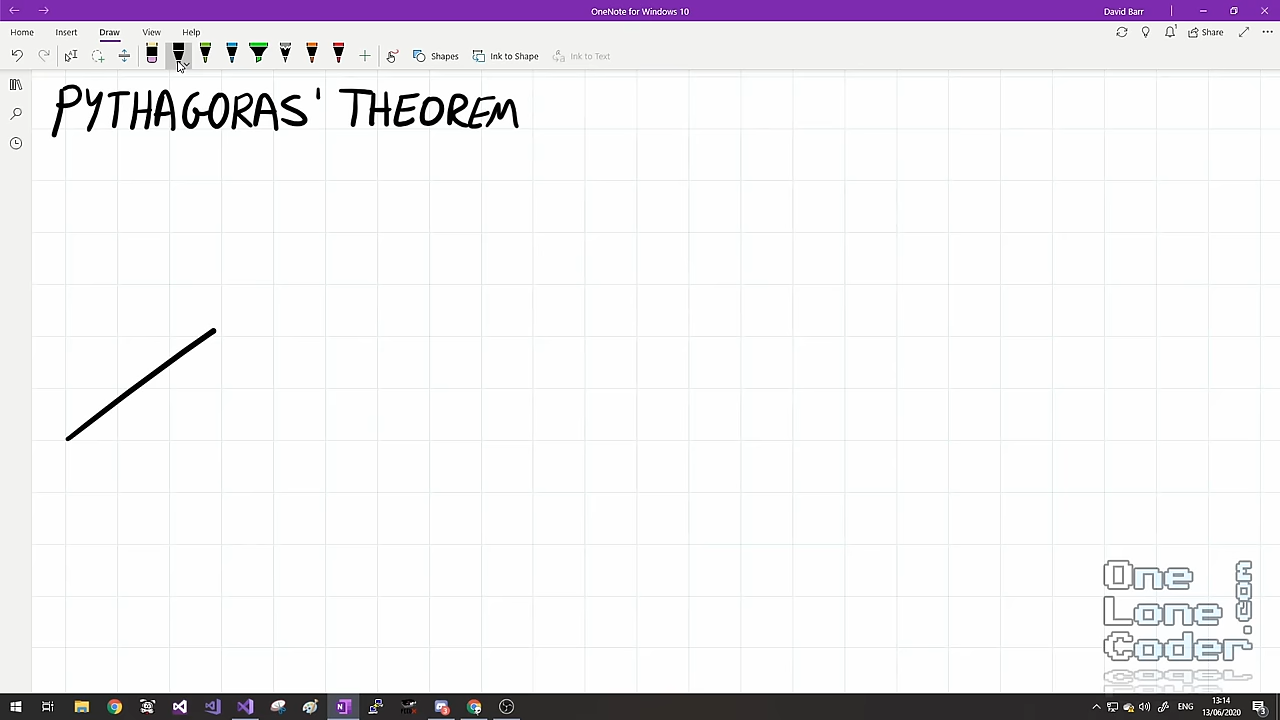 OneNote for Windows 10
David Barr
Home Insert Draw View Help
Share
Shapes Ink to Shape Ink to Text
PYTHAGORAS' THEOREM
One
Lone
Coder
.com
ENG
13:14
13/06/2020